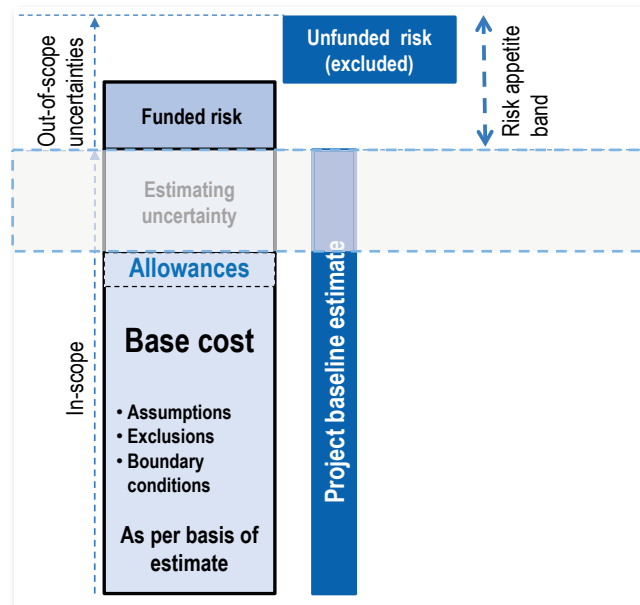 Out-of-scope
uncertainties
Unfunded risk
(excluded)
Risk appetite
band
Funded risk
Estimating
uncertainty
Allowances
Base cost
• Assumptions
• Exclusions
• Boundary
conditions
As per basis of
estimate
In-scope
Project baseline estimate